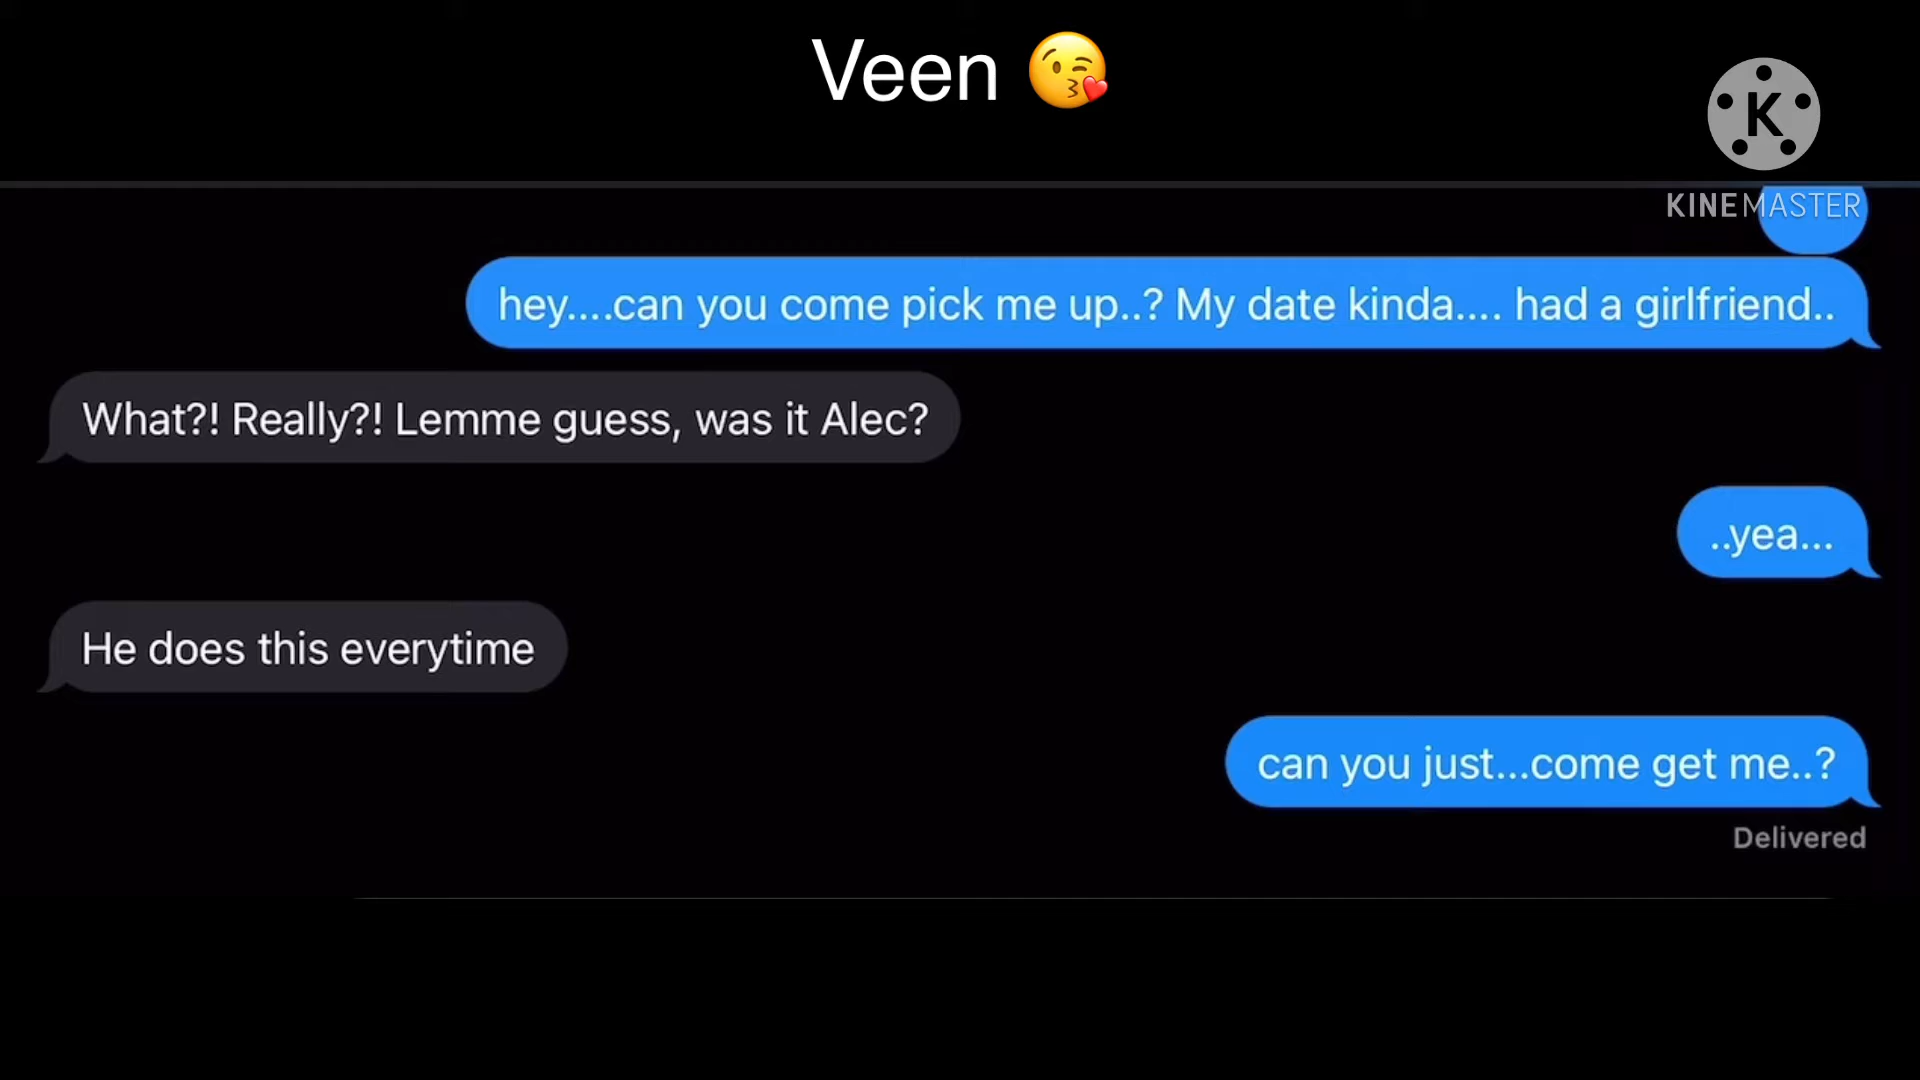 Veen 😘
K
KINEMASTER
hey....can you come pick me up..? My date kinda.... had a girlfriend..
What?! Really?! Lemme guess, was it Alec?
..yea...
He does this everytime
can you just...come get me..?
Delivered